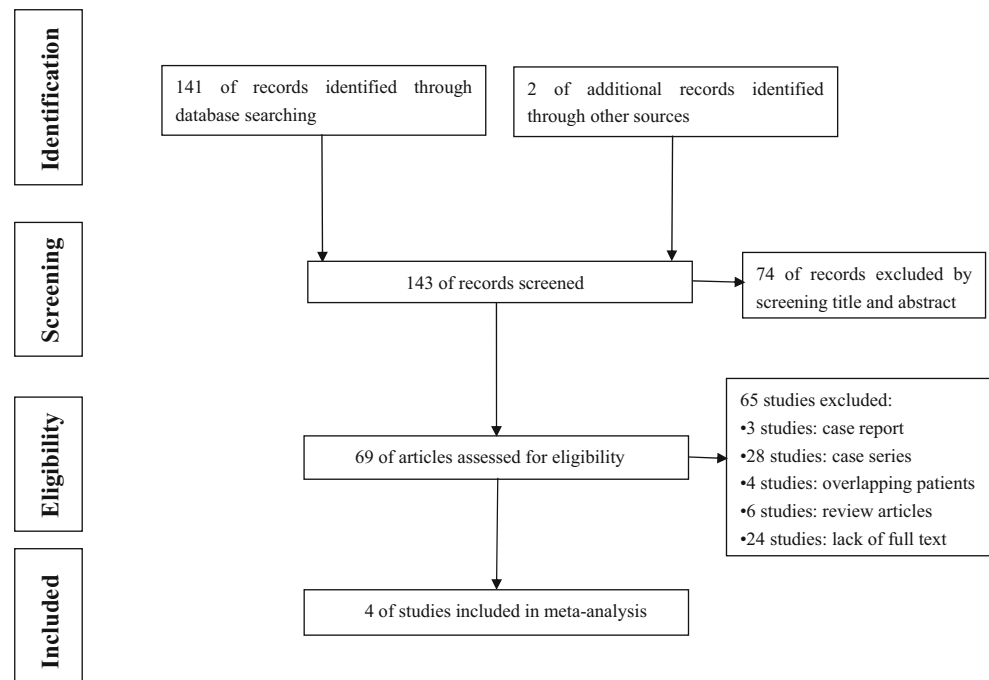 Identification
141 of records identified through
database searching
2 of additional records identified
through other sources
Screening
143 of records screened
74 of records excluded by
screening title and abstract
Eligibility
69 of articles assessed for eligibility
65 studies excluded:
•3 studies: case report
•28 studies: case series
•4 studies: overlapping patients
•6 studies: review articles
•24 studies: lack of full text
Included
4 of studies included in meta-analysis